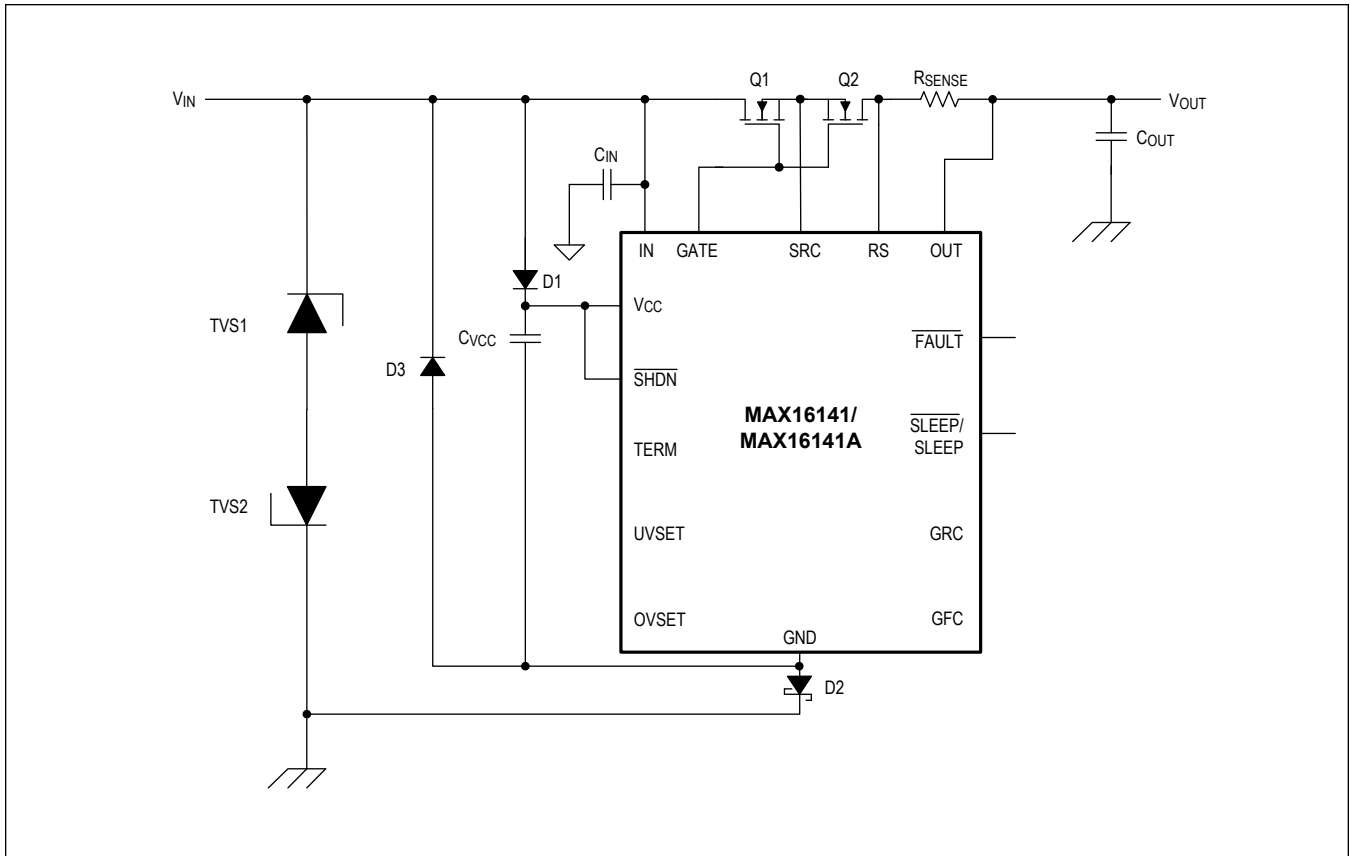 Q1
Q2
RSENSE
VIN
VOUT
COUT
CIN
IN
GATE
SRC
RS
OUT
D1
VCC
TVS1
CVCC
FAULT
D3
SHDN
MAX16141/
MAX16141A
SLEEP/
SLEEP
TERM
TVS2
UVSET
GRC
OVSET
GFC
GND
D2